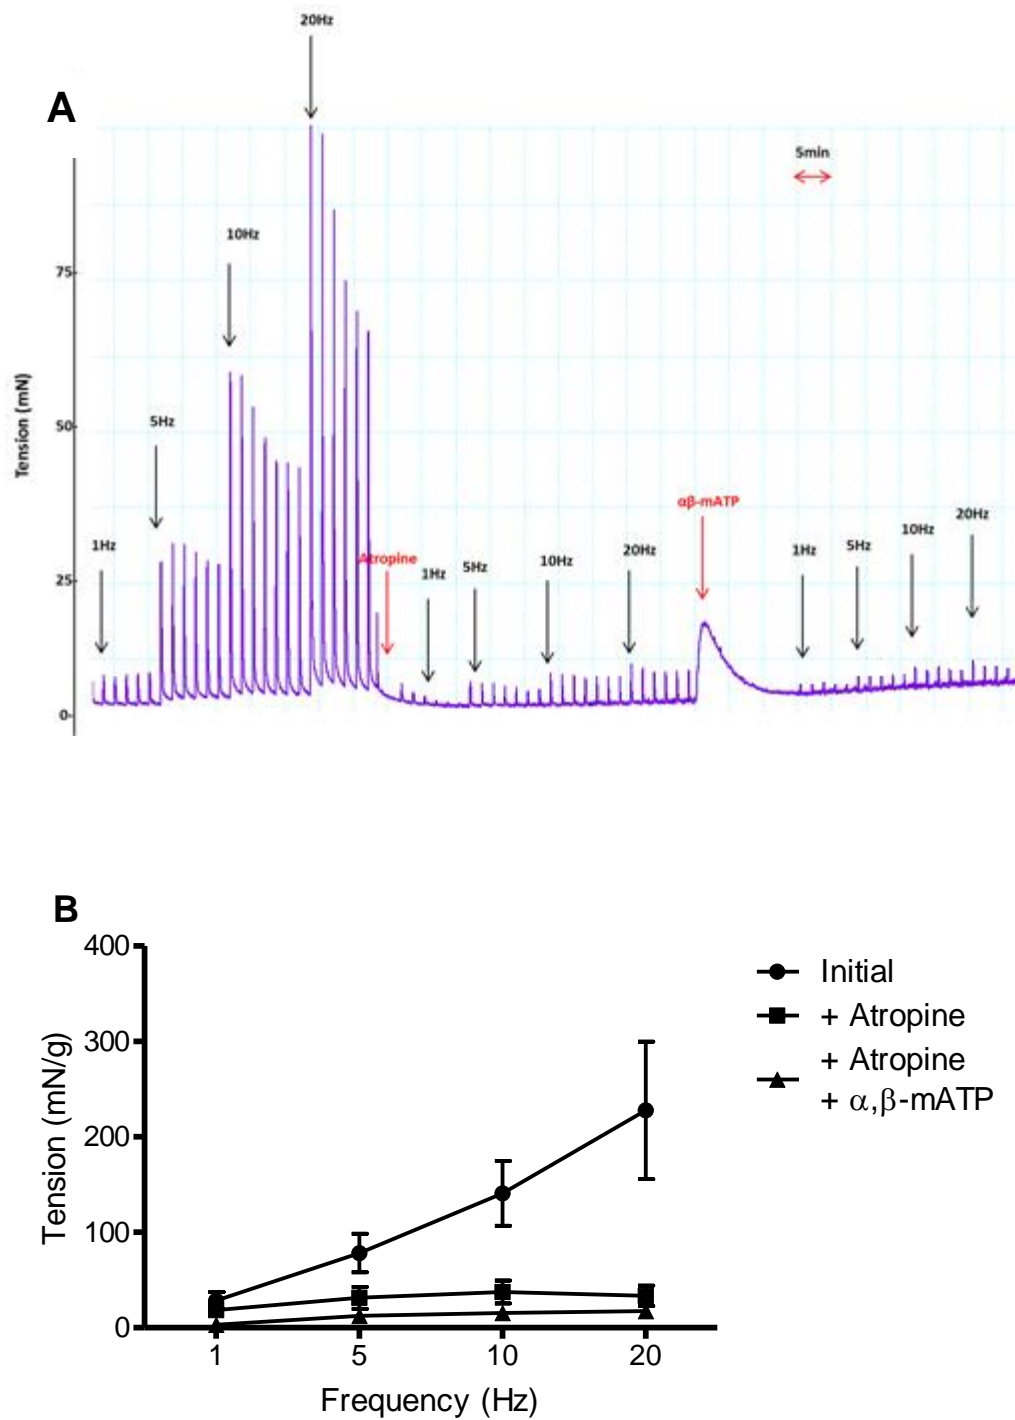 20Hz
A
5min
10Hz
75
Tension (mN)
50
5Hz
αβ-mATP
20Hz
1Hz
Atropine
1Hz
5Hz
10Hz
20Hz
1Hz
5Hz
10Hz
25
0
B
400
300
200
100
0
Tension (mN/g)
Initial
+ Atropine
+ Atropine
+ α,β-mATP
1 5 10 20
Frequency (Hz)